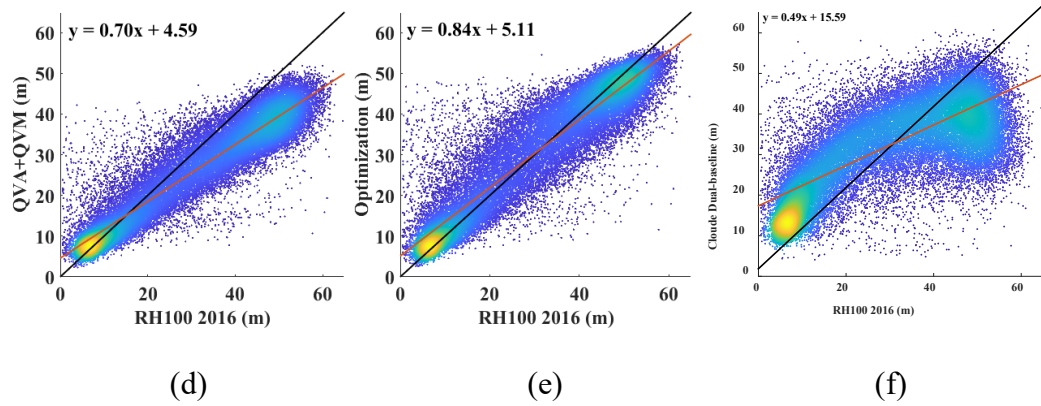 y = 0.70x + 4.59
QVA+QVM (m)
60
50
40
30
20
10
0
0 20 40 60
RH100 2016 (m)
(d)
y = 0.84x + 5.11
Optimization (m)
60
50
40
30
20
10
0
0 20 40 60
RH100 2016 (m)
(e)
y = 0.49x + 15.59
Cloude Dual-baseline (m)
60
50
40
30
20
10
0
0 20 40 60
RH100 2016 (m)
(f)